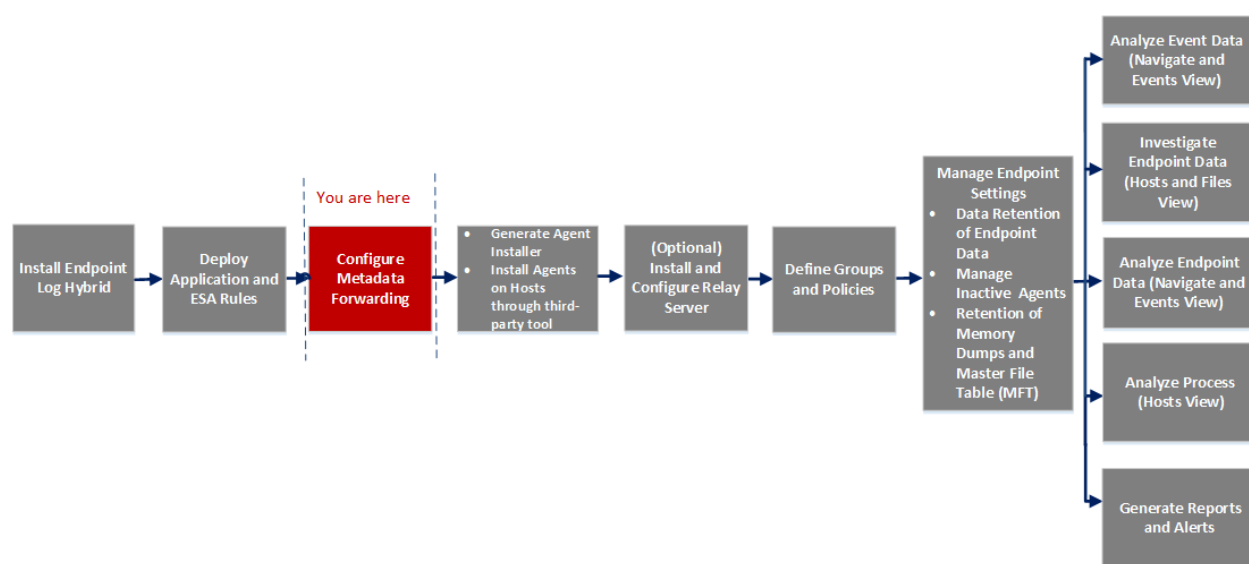 You are here
Install Endpoint
Log Hybrid
Deploy
Application and
ESA Rules
Configure
Metadata
Forwarding
• Generate Agent
Installer
• Install Agents
on Hosts
through third-
party tool
(Optional)
Install and
Configure Relay
Server
Define Groups
and Policies
Manage Endpoint
Settings
• Data Retention
of Endpoint
Data
• Manage
Inactive Agents
• Retention of
Memory
Dumps and
Master File
Table (MFT)
Analyze Event Data
(Navigate and
Events View)
Investigate
Endpoint Data
(Hosts and Files
View)
Analyze Endpoint
Data (Navigate and
Events View)
Analyze Process
(Hosts View)
Generate Reports
and Alerts